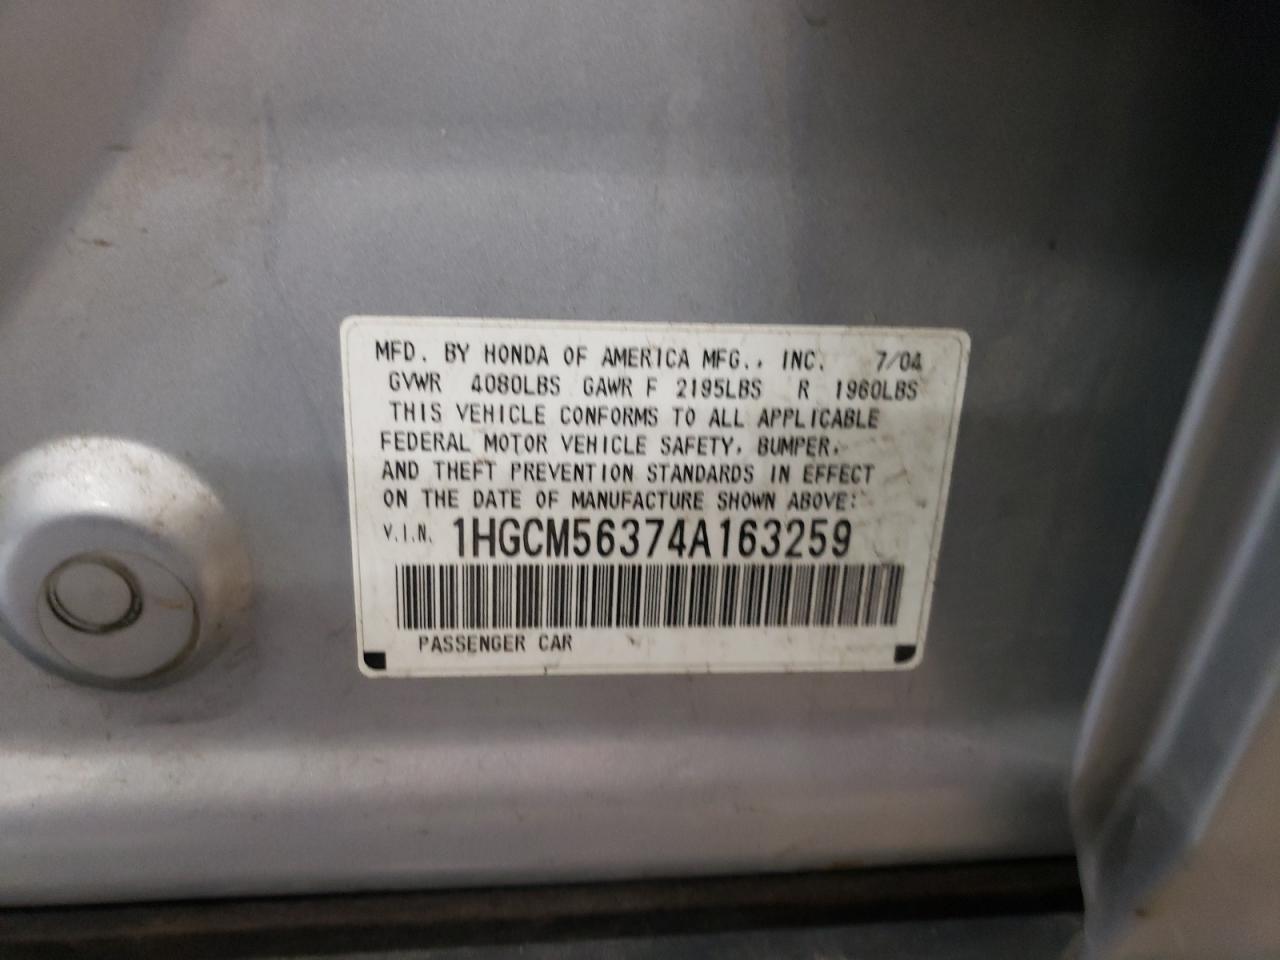 MFD. BY HONDA OF AMERICA MFG., INC. 7/04
GVWR 4080LBS GAWR F 2195LBS R 1960LBS
THIS VEHICLE CONFORMS TO ALL APPLICABLE
FEDERAL MOTOR VEHICLE SAFETY, BUMPER,
AND THEFT PREVENTION STANDARDS IN EFFECT
ON THE DATE OF MANUFACTURE SHOWN ABOVE:
V.I.N. 1HGCM56374A163259
PASSENGER CAR